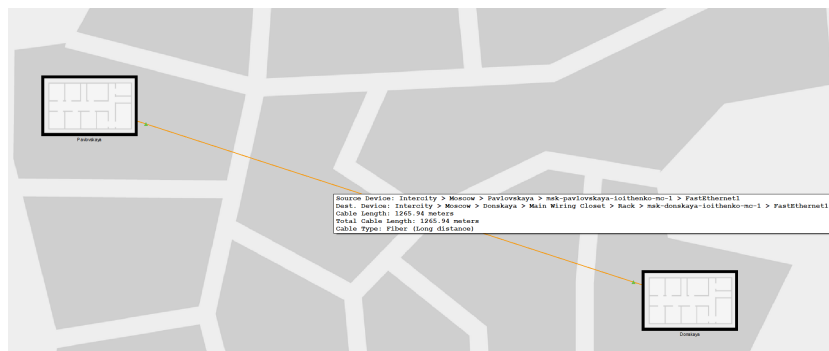 Pavlovskaya
Source Device: Intercity > Moscow > Pavlovskaya > msk-pavlovskaya-ioithenko-mc-1 > FastEthernet1
Dest. Device: Intercity > Moscow > Donskaya > Main Wiring Closet > Rack > msk-donskaya-ioithenko-mc-1 > FastEthernet1
Cable Length: 1265.94 meters
Total Cable Length: 1265.94 meters
Cable Type: Fiber (Long distance)
Donskaya